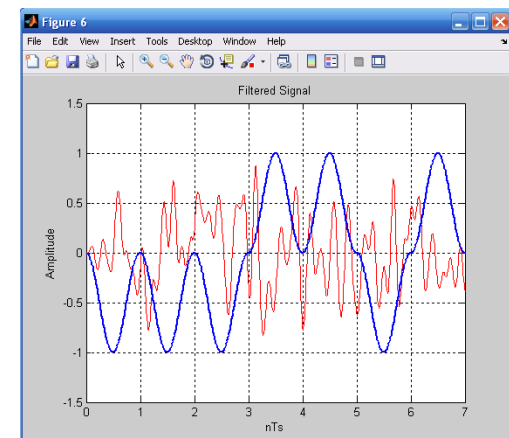 Figure 6
File Edit View Insert Tools Desktop Window Help
Filtered Signal
1.5
1
0.5
0
-0.5
-1
-1.5
Amplitude
0 1 2 3 4 5 6 7
nTs